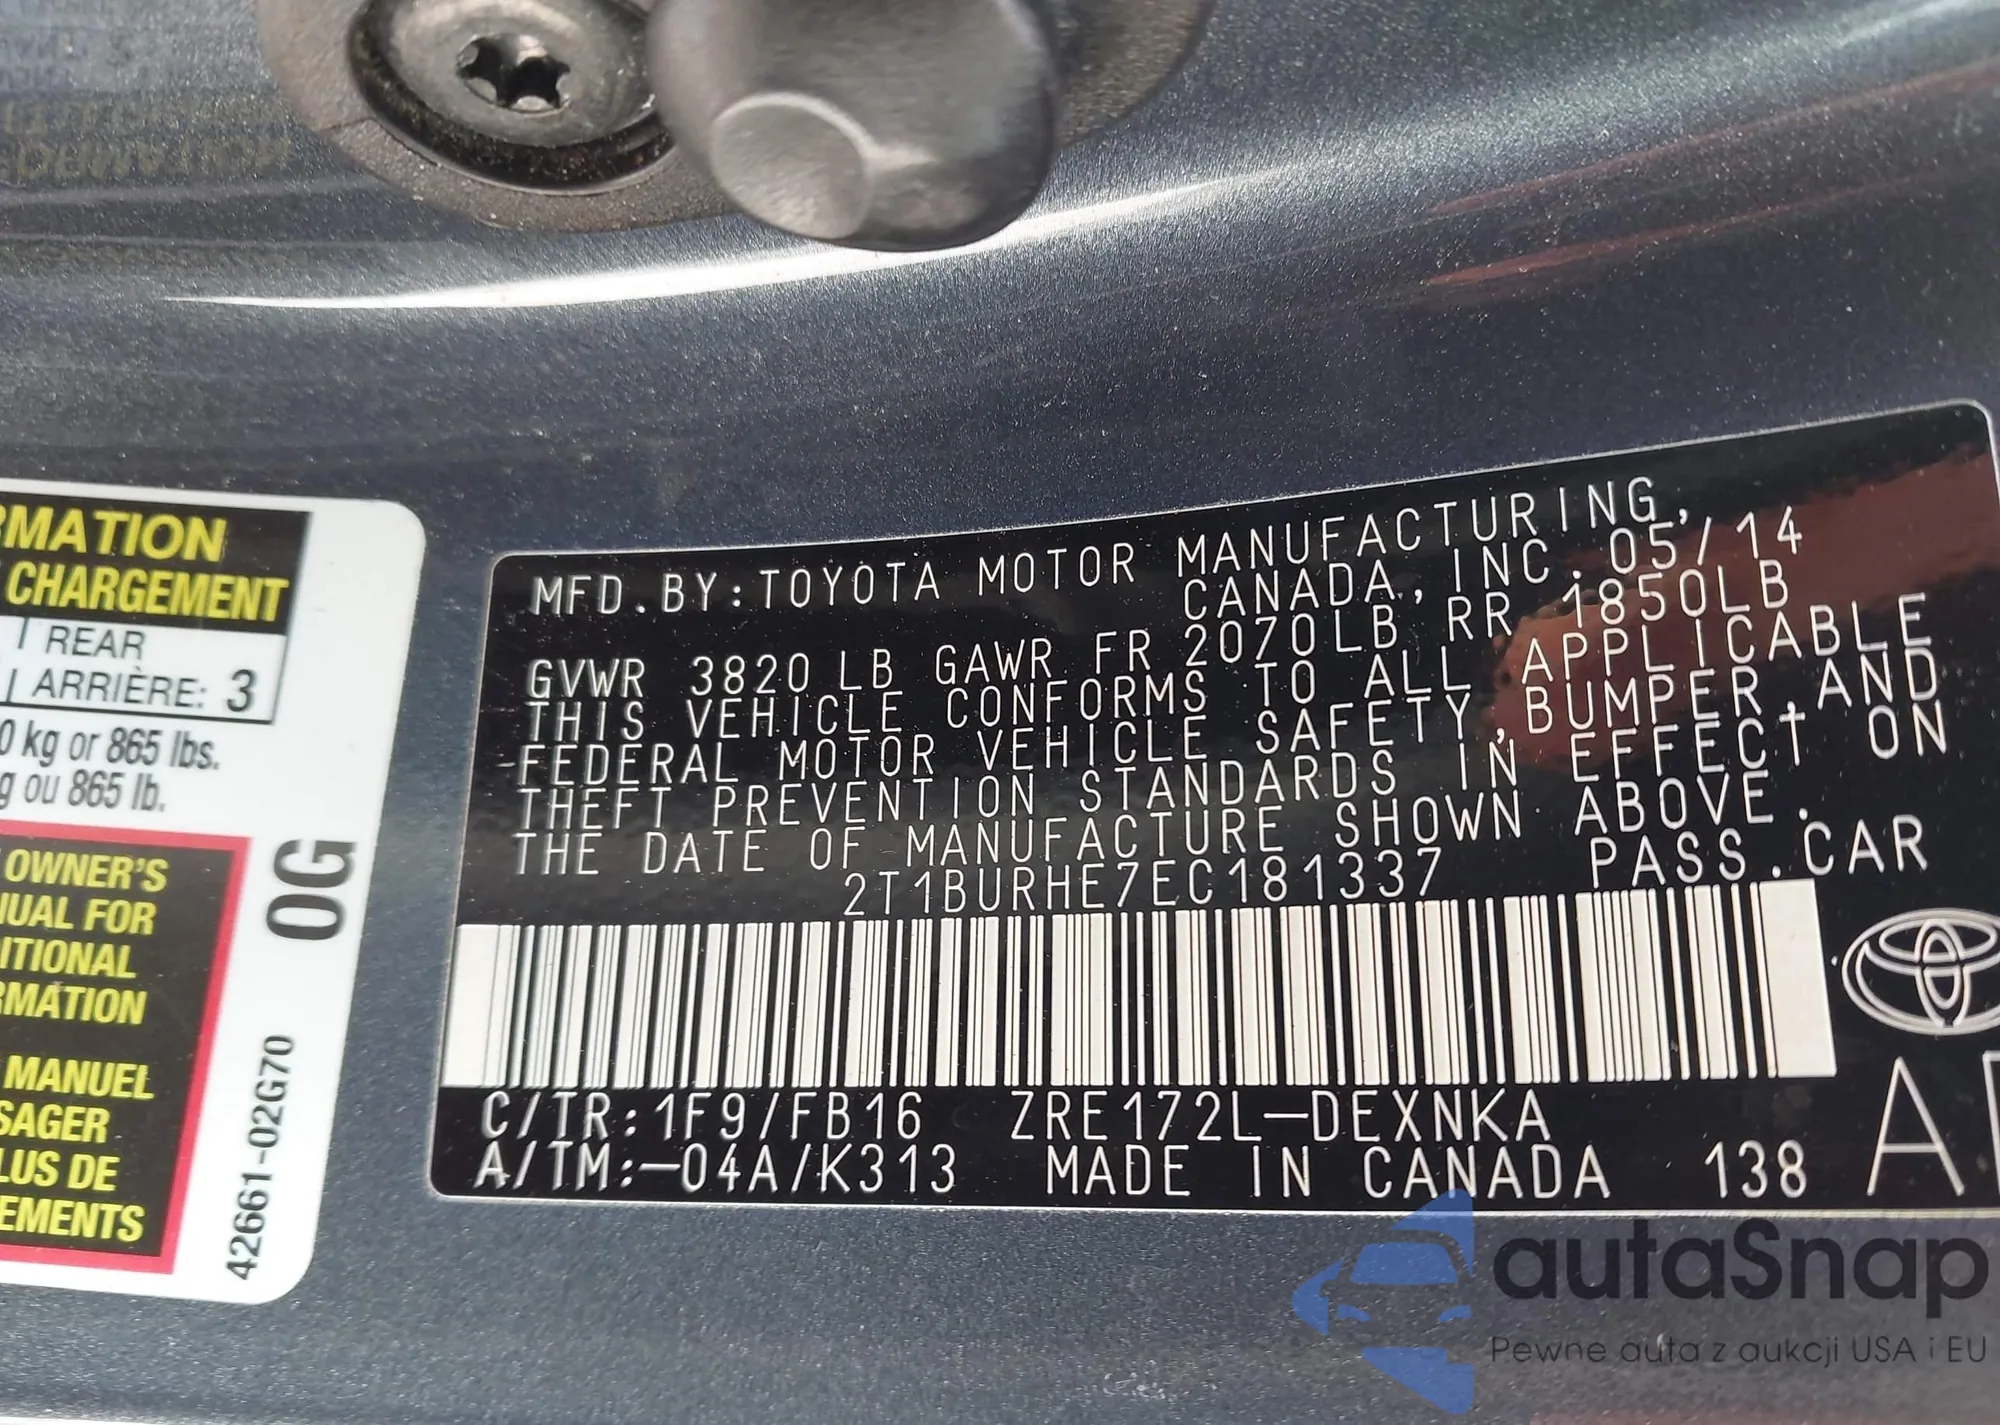 RMATION
CHARGEMENT
REAR
ARRIÈRE: 3
0 kg or 865 lbs.
g ou 865 lb.
OWNER'S
UAL FOR
ITIONAL
RMATION
MANUEL
SAGER
LUS DE
EMENTS
0G
42661-02G70
MFD.BY:TOYOTA MOTOR MANUFACTURING,
CANADA, INC. 05/14
GVWR 3820 LB GAWR FR 2070LB RR 1850LB
THIS VEHICLE CONFORMS TO ALL APPLICABLE
FEDERAL MOTOR VEHICLE SAFETY,BUMPER,AND
THEFT PREVENTION STANDARDS IN EFFECT ON
THE DATE OF MANUFACTURE SHOWN ABOVE.
2T1BURHE7EC181337 PASS.CAR
C/TR:1F9/FB16 ZRE172L-DEXNKA
A/TM:-04A/K313 MADE IN CANADA 138
A
autaSnap
Pewne auta z aukcji USA i EU